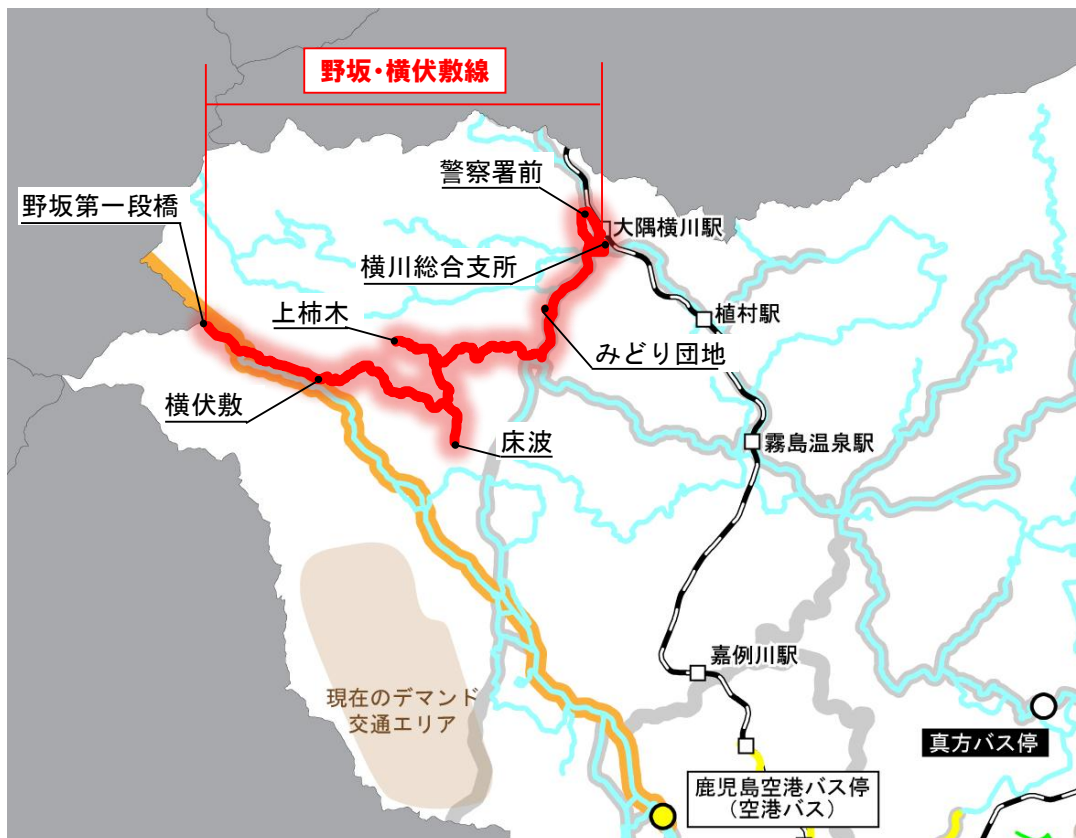 野坂・横伏敷線
警察署前
野坂第一段橋
大隅横川駅
横川総合支所
上柿木
植村駅
みどり団地
横伏敷
床波
霧島温泉駅
嘉例川駅
現在のデマンド
交通エリア
真方バス停
鹿児島空港バス停
(空港バス)